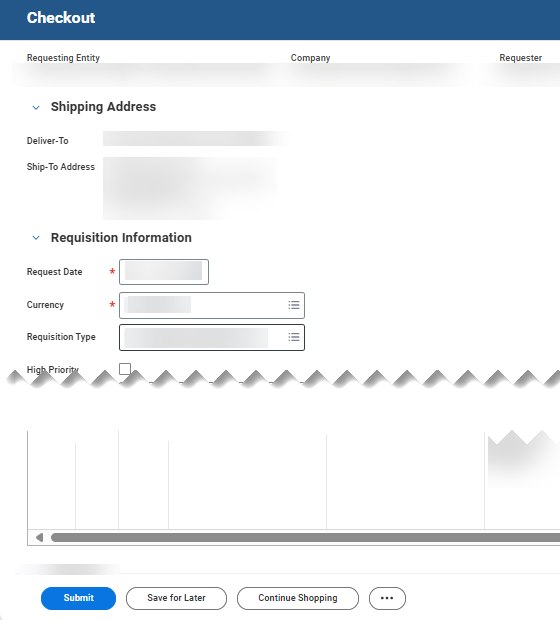 Checkout
Requesting Entity Company Requester
Shipping Address
Deliver-To
Ship-To Address
Requisition Information
Request Date *
Currency *
Requisition Type
High Priority
Submit Save for Later Continue Shopping